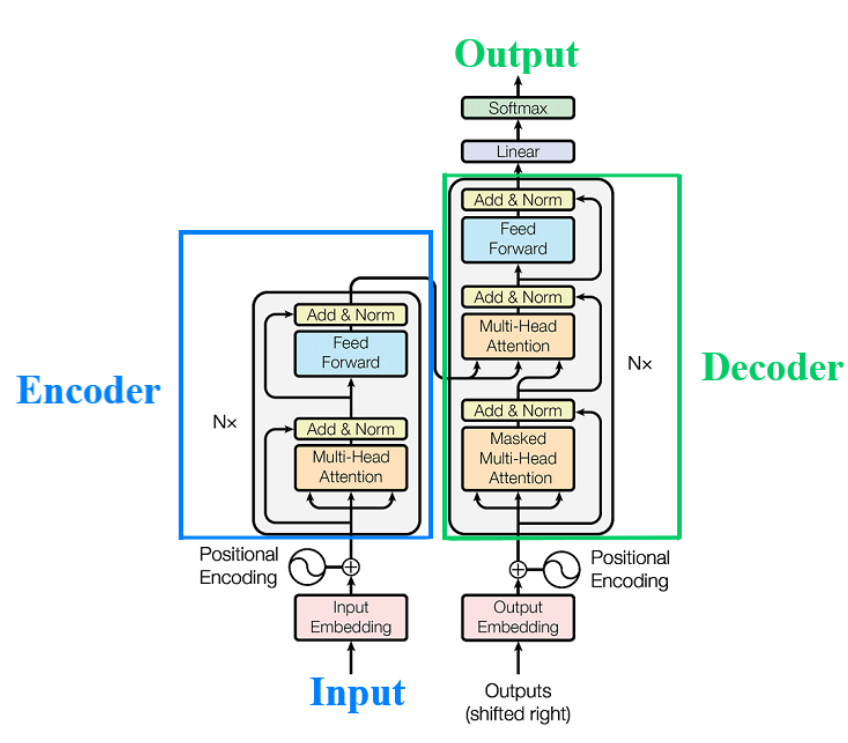 Output
Softmax
Linear
Add & Norm
Feed
Forward
Add & Norm
Multi-Head
Attention
Add & Norm
Masked
Multi-Head
Attention
Nx
Decoder
Encoder
Nx
Add & Norm
Feed
Forward
Add & Norm
Multi-Head
Attention
Positional
Encoding
Positional
Encoding
Input
Embedding
Output
Embedding
Input
Outputs
(shifted right)